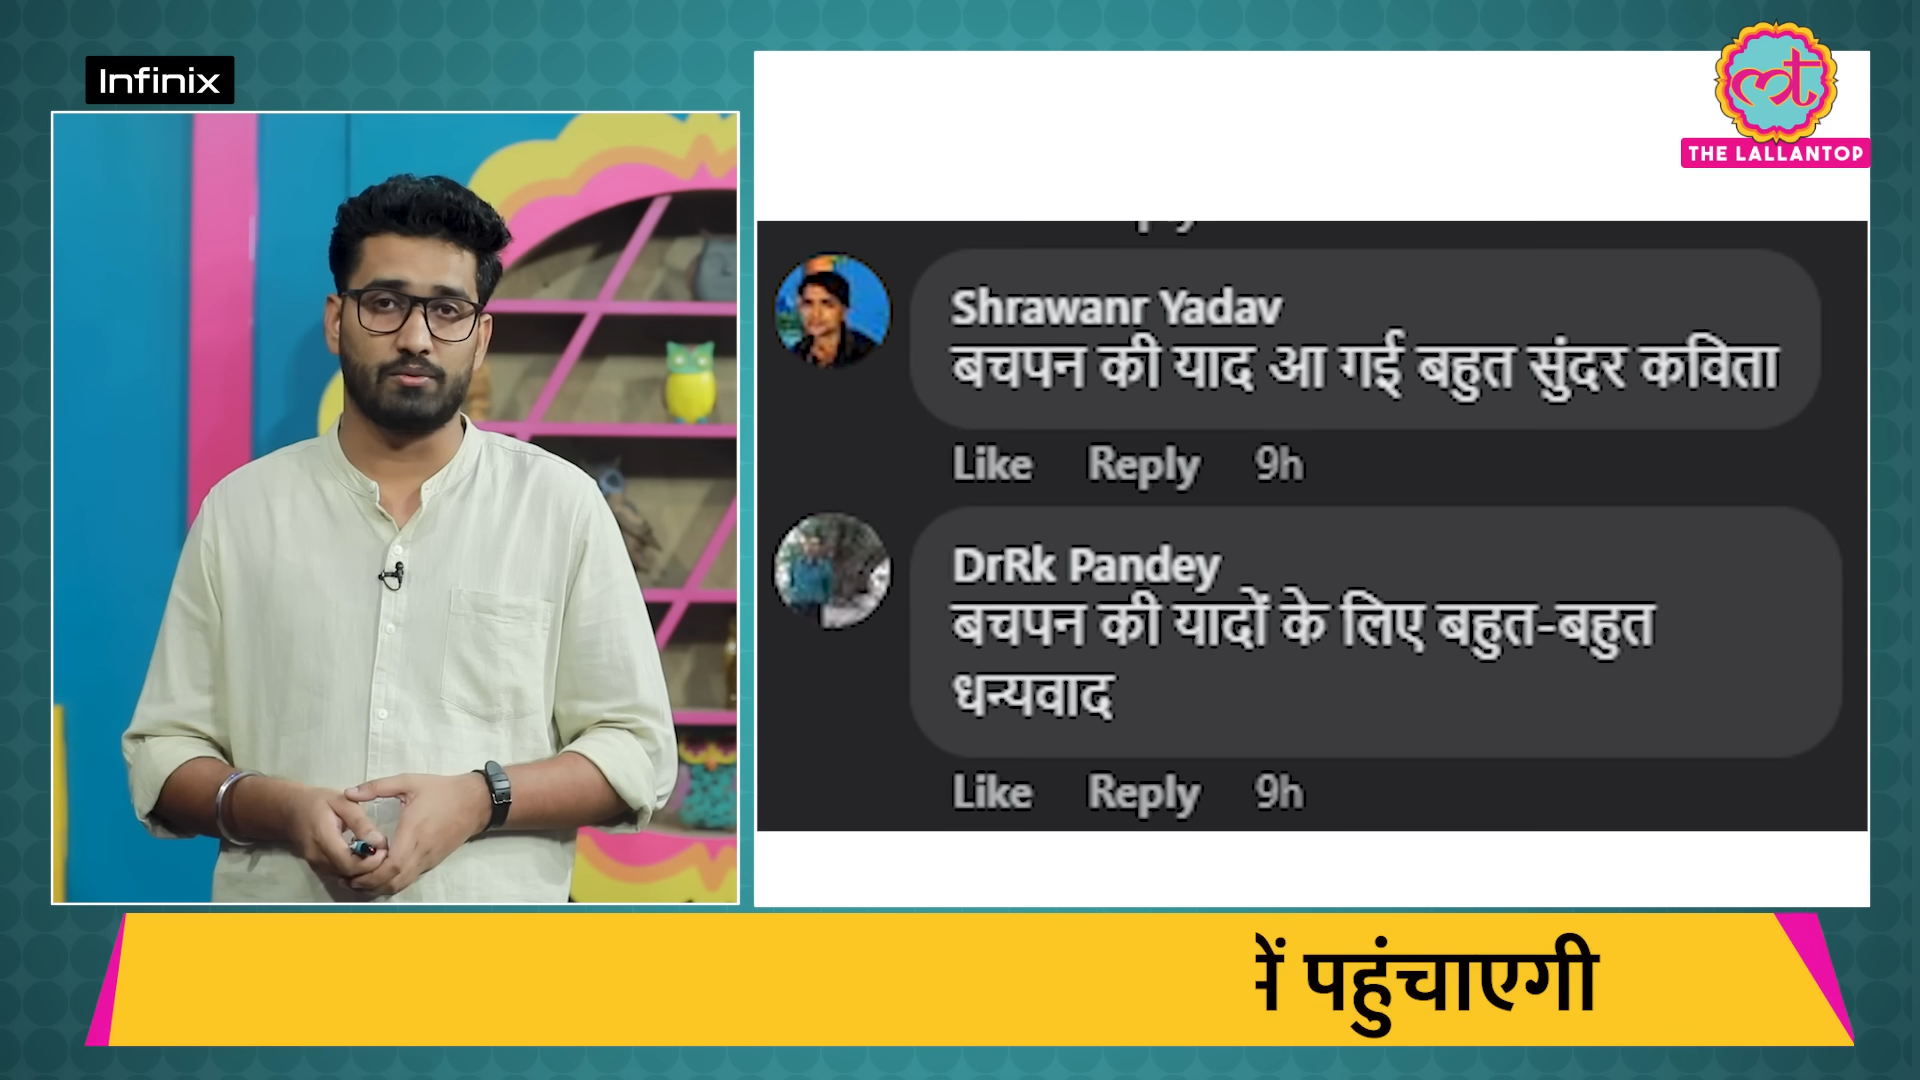 Infinix
THE LALLANTOP
Shrawanr Yadav
बचपन की याद आ गई बहुत सुंदर कविता
Like Reply 9h
DrRk Pandey
बचपन की यादों के लिए बहुत-बहुत
धन्यवाद
Like Reply 9h
पहुंचाएगी